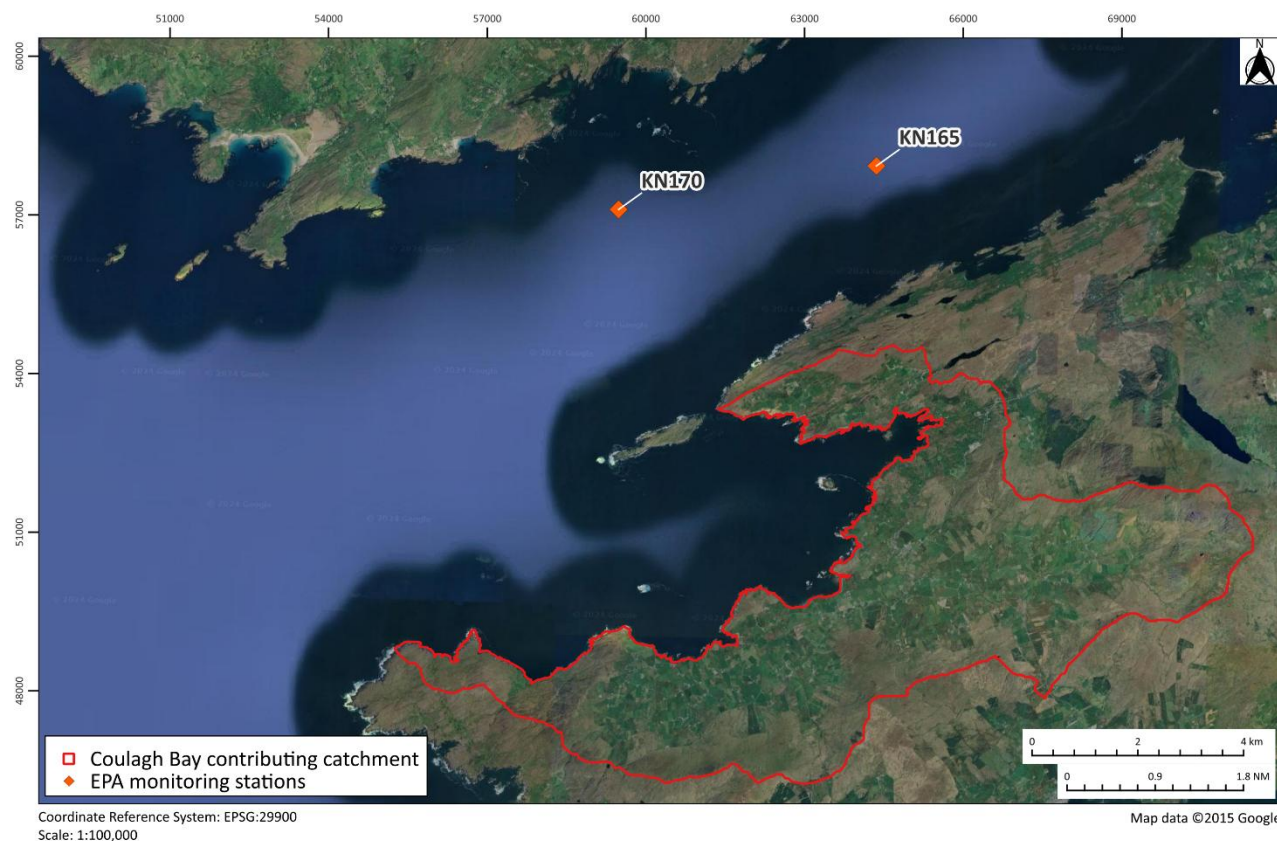 51000 54000 57000 60000 63000 66000 69000
60000
57000
54000
51000
48000
N
KN165
KN170
Coulagh Bay contributing catchment
EPA monitoring stations
0 2 4 km
0 0.9 1.8 NM
Coordinate Reference System: EPSG:29900
Scale: 1:100,000
Map data ©2015 Google